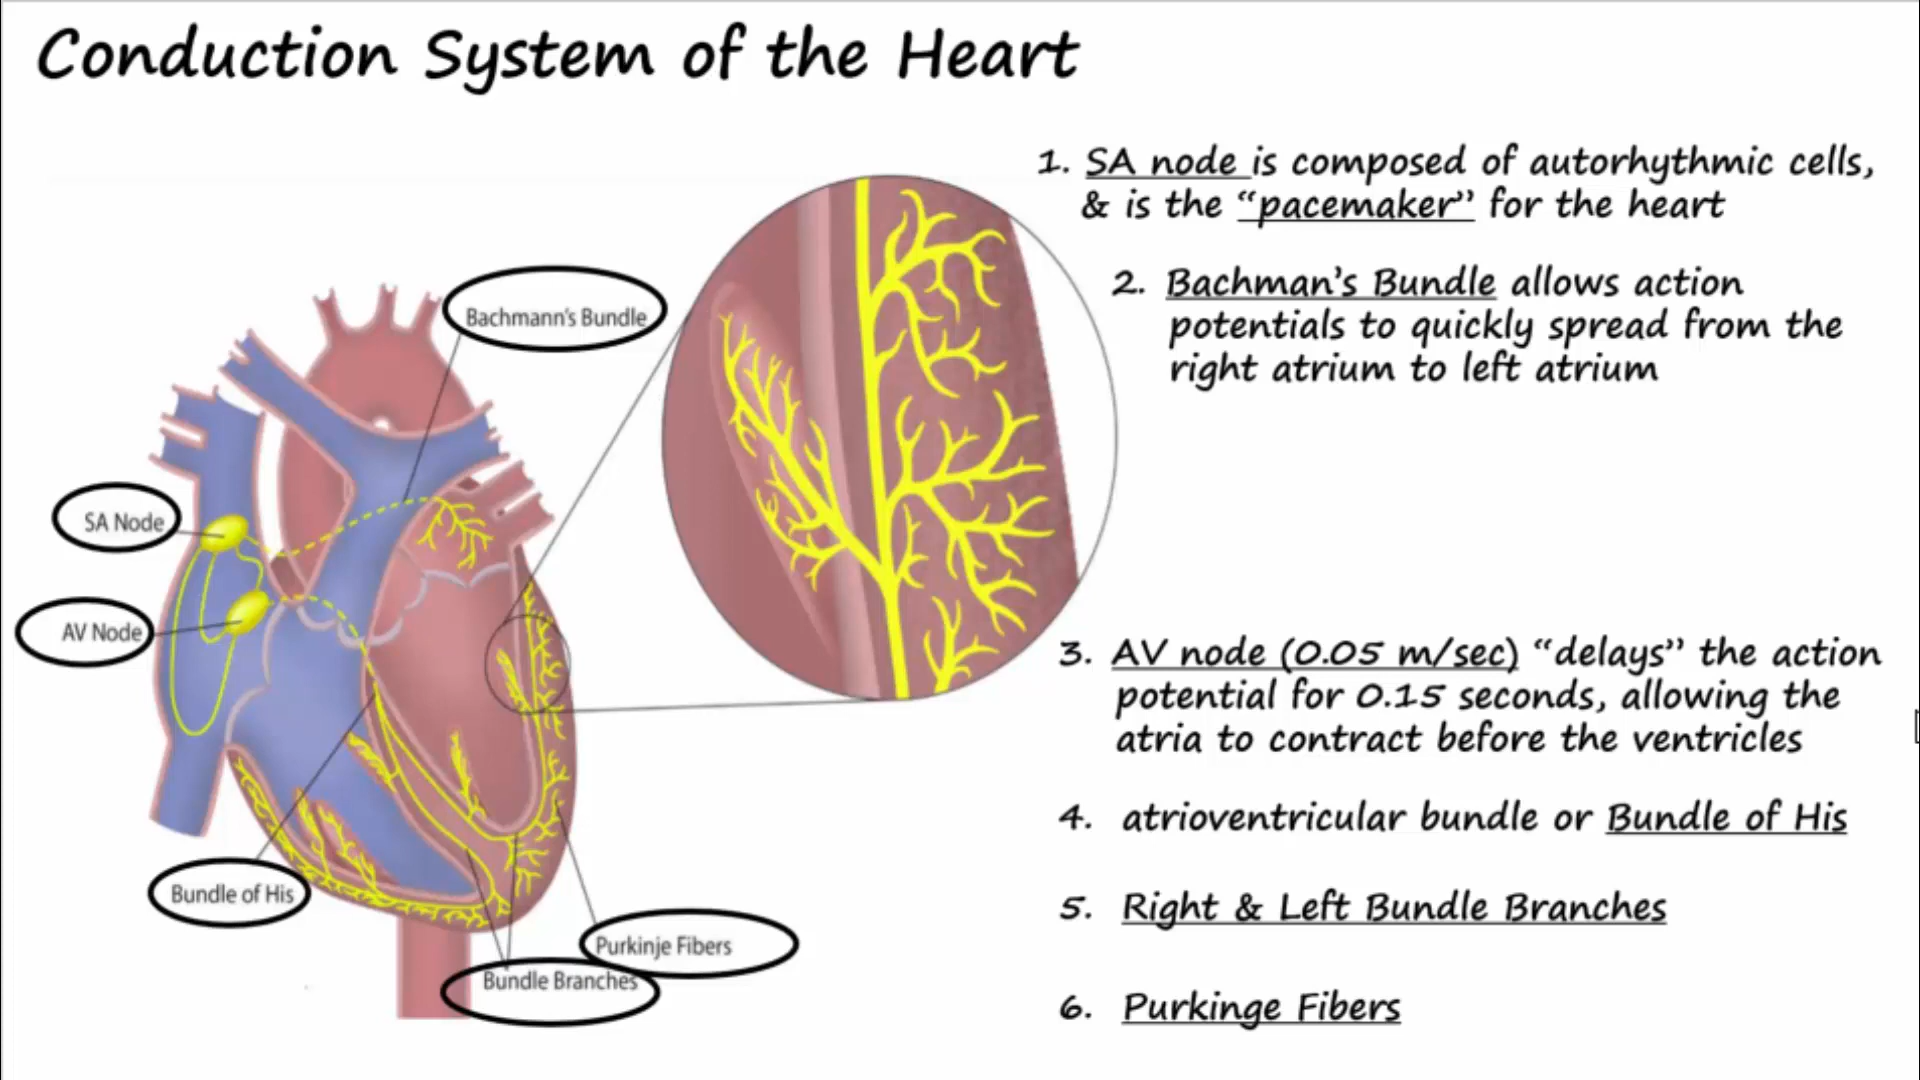 Conduction System of the Heart
1. SA node is composed of autorhythmic cells,
& is the “pacemaker” for the heart
2. Bachman’s Bundle allows action
potentials to quickly spread from the
right atrium to left atrium
Bachmann's Bundle
SA Node
AV Node
3. AV node (0.05 m/sec) “delays” the action
potential for 0.15 seconds, allowing the
atria to contract before the ventricles
4. atrioventricular bundle or Bundle of His
Bundle of His
5. Right & Left Bundle Branches
Purkinje Fibers
Bundle Branches
6. Purkinge Fibers